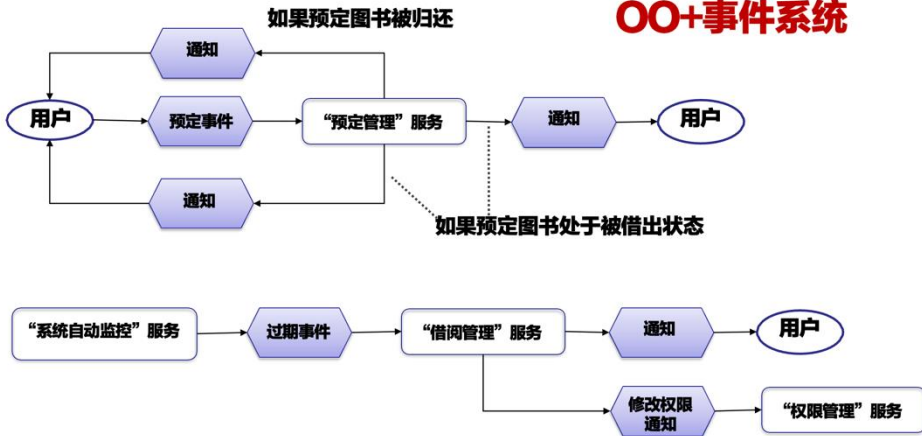 如果预定图书被归还
OO+事件系统
通知
用户
预定事件
“预定管理”服务
通知
用户
通知
如果预定图书处于被借出状态
“系统自动监控”服务
过期事件
“借阅管理”服务
通知
用户
修改权限
通知
“权限管理”服务